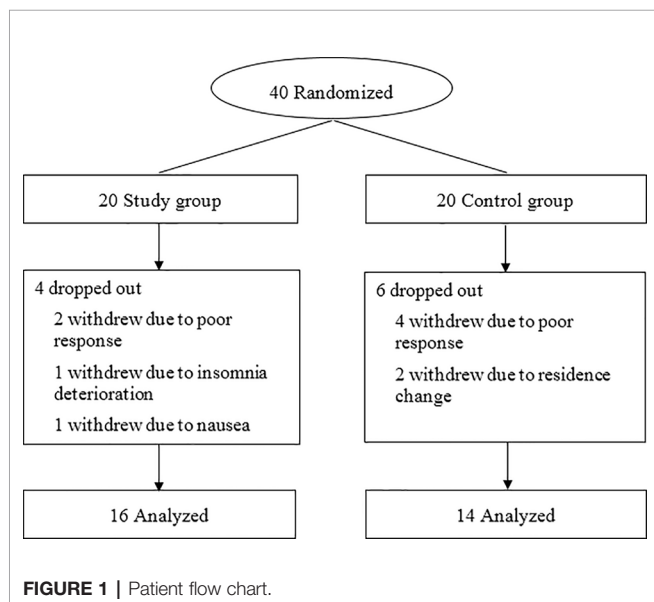 40 Randomized
20 Study group
20 Control group
4 dropped out
2 withdrew due to poor
response
1 withdrew due to insomnia
deterioration
1 withdrew due to nausea
6 dropped out
4 withdrew due to poor
response
2 withdrew due to residence
change
16 Analyzed
14 Analyzed
FIGURE 1 | Patient flow chart.